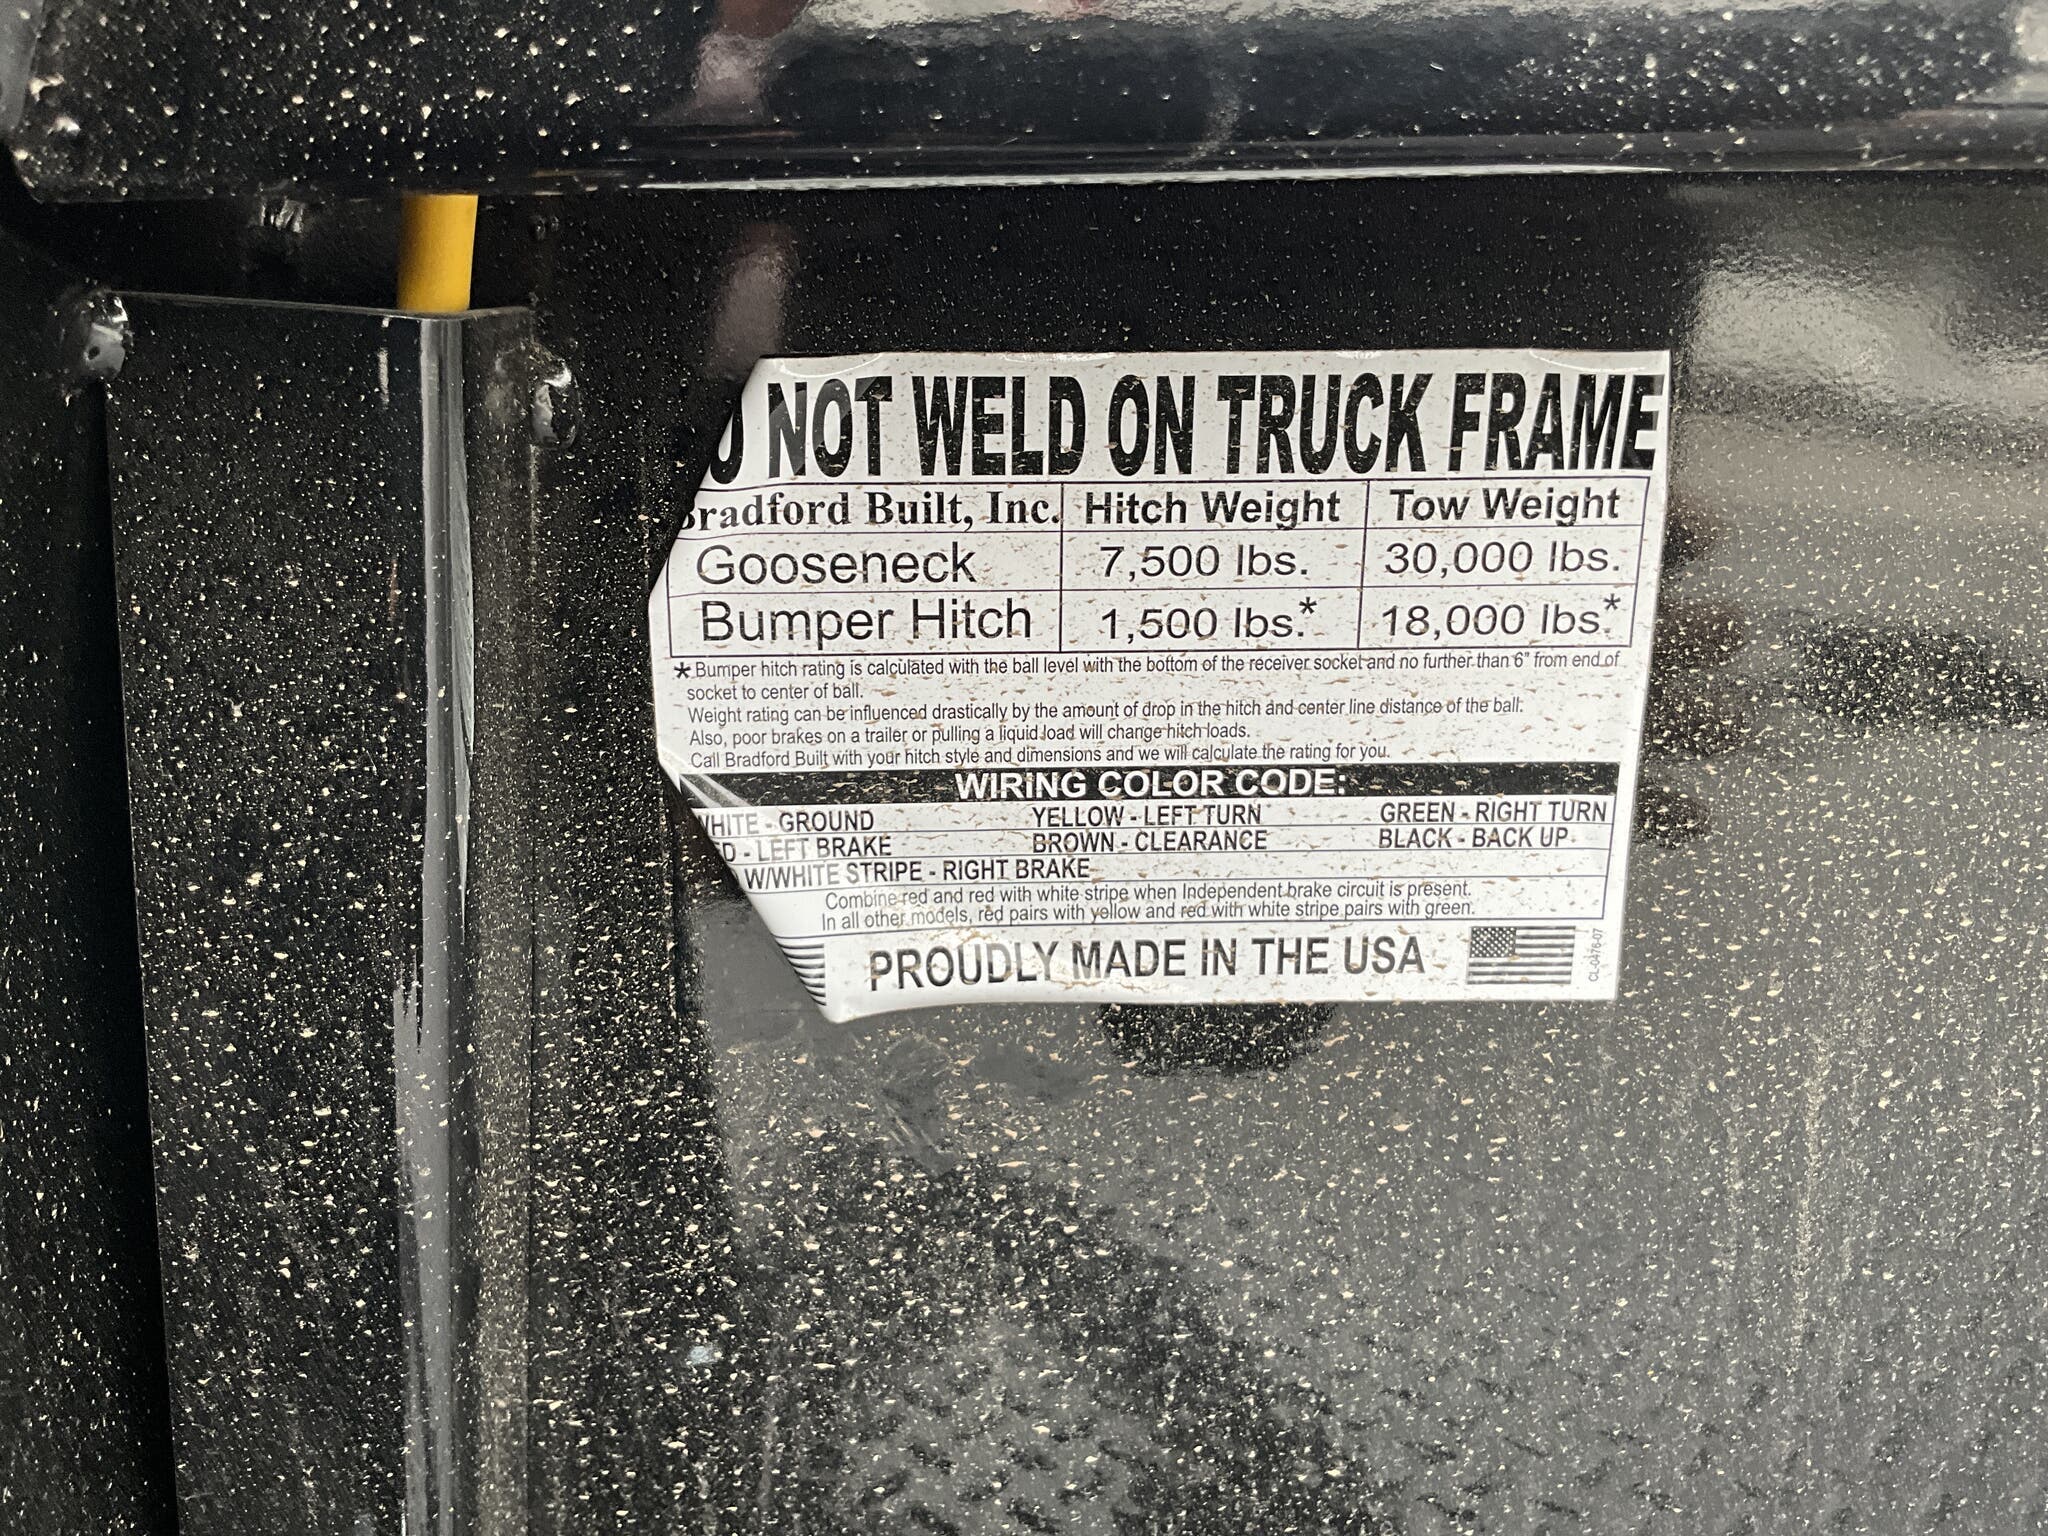 NOT WELD ON TRUCK FRAME
Bradford Built, Inc. Hitch Weight Tow Weight
Gooseneck 7,500 lbs. 30,000 lbs.
Bumper Hitch 1,500 lbs.* 18,000 lbs.*
* Bumper hitch rating is calculated with the ball level with the bottom of the receiver socket and no further than 6" from end of
socket to center of ball.
Weight rating can be influenced drastically by the amount of drop in the hitch and center line distance of the ball.
Also, poor brakes on a trailer or pulling a liquid load will change hitch loads.
Call Bradford Built with your hitch style and dimensions and we will calculate the rating for you.
WIRING COLOR CODE:
WHITE - GROUND YELLOW - LEFT TURN GREEN - RIGHT TURN
D - LEFT BRAKE BROWN - CLEARANCE BLACK - BACK UP
W/WHITE STRIPE - RIGHT BRAKE
Combine red and red with white stripe when Independent brake circuit is present.
In all other models, red pairs with yellow and red with white stripe pairs with green.
PROUDLY MADE IN THE USA
CL0476-07